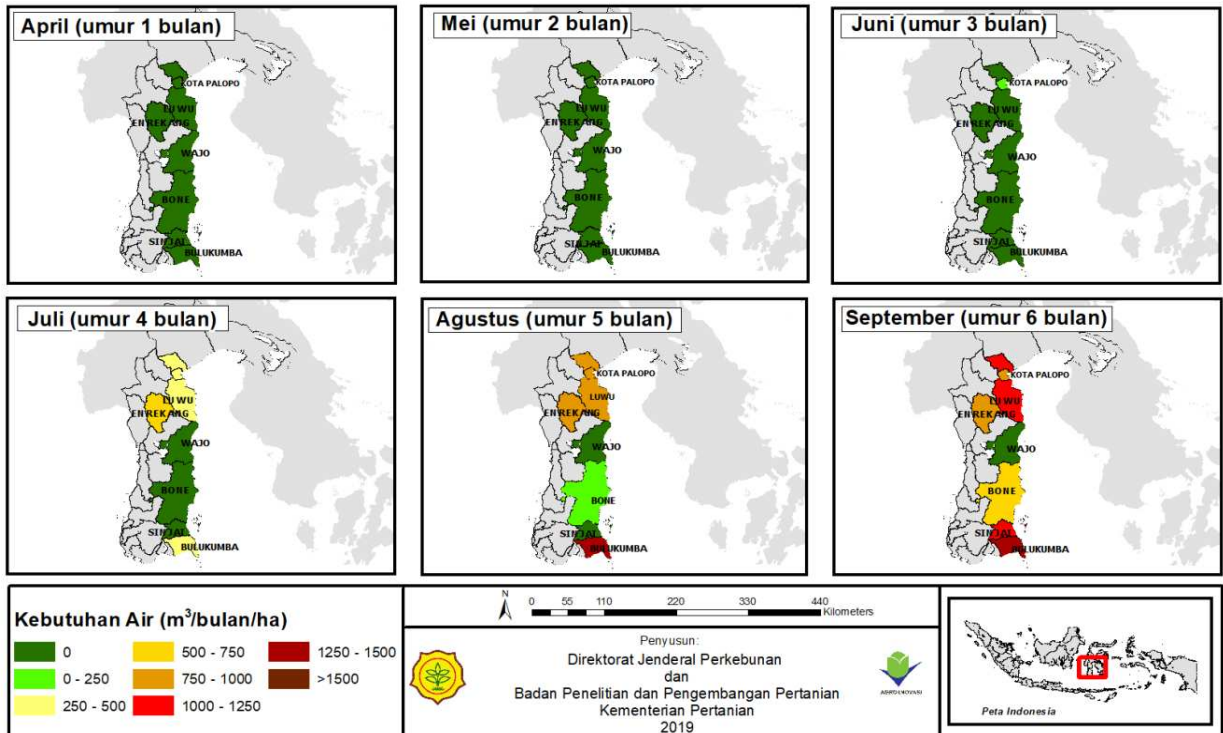 April (umur 1 bulan)
KOTA PALOPO
LUWU
ENREKANG
WAJO
BONE
SINJAI
BULUKUMBA
Mei (umur 2 bulan)
KOTA PALOPO
LUWU
ENREKANG
WAJO
BONE
SINJAI
BULUKUMBA
Juni (umur 3 bulan)
KOTA PALOPO
LUWU
ENREKANG
WAJO
BONE
SINJAI
BULUKUMBA
Juli (umur 4 bulan)
LUWU
ENREKANG
WAJO
BONE
SINJAI
BULUKUMBA
Agustus (umur 5 bulan)
KOTA PALOPO
LUWU
ENREKANG
WAJO
BONE
SINJAI
BULUKUMBA
September (umur 6 bulan)
KOTA PALOPO
LUWU
ENREKANG
WAJO
BONE
SINJAI
BULUKUMBA
Kebutuhan Air (m³/bulan/ha)
0
0 - 250
250 - 500
500 - 750
750 - 1000
1000 - 1250
1250 - 1500
>1500
N
0 55 110 220 330 440
Kilometers
Penyusun:
Direktorat Jenderal Perkebunan
dan
Badan Penelitian dan Pengembangan Pertanian
Kementerian Pertanian
2019
AGRO INOVASI
Peta Indonesia